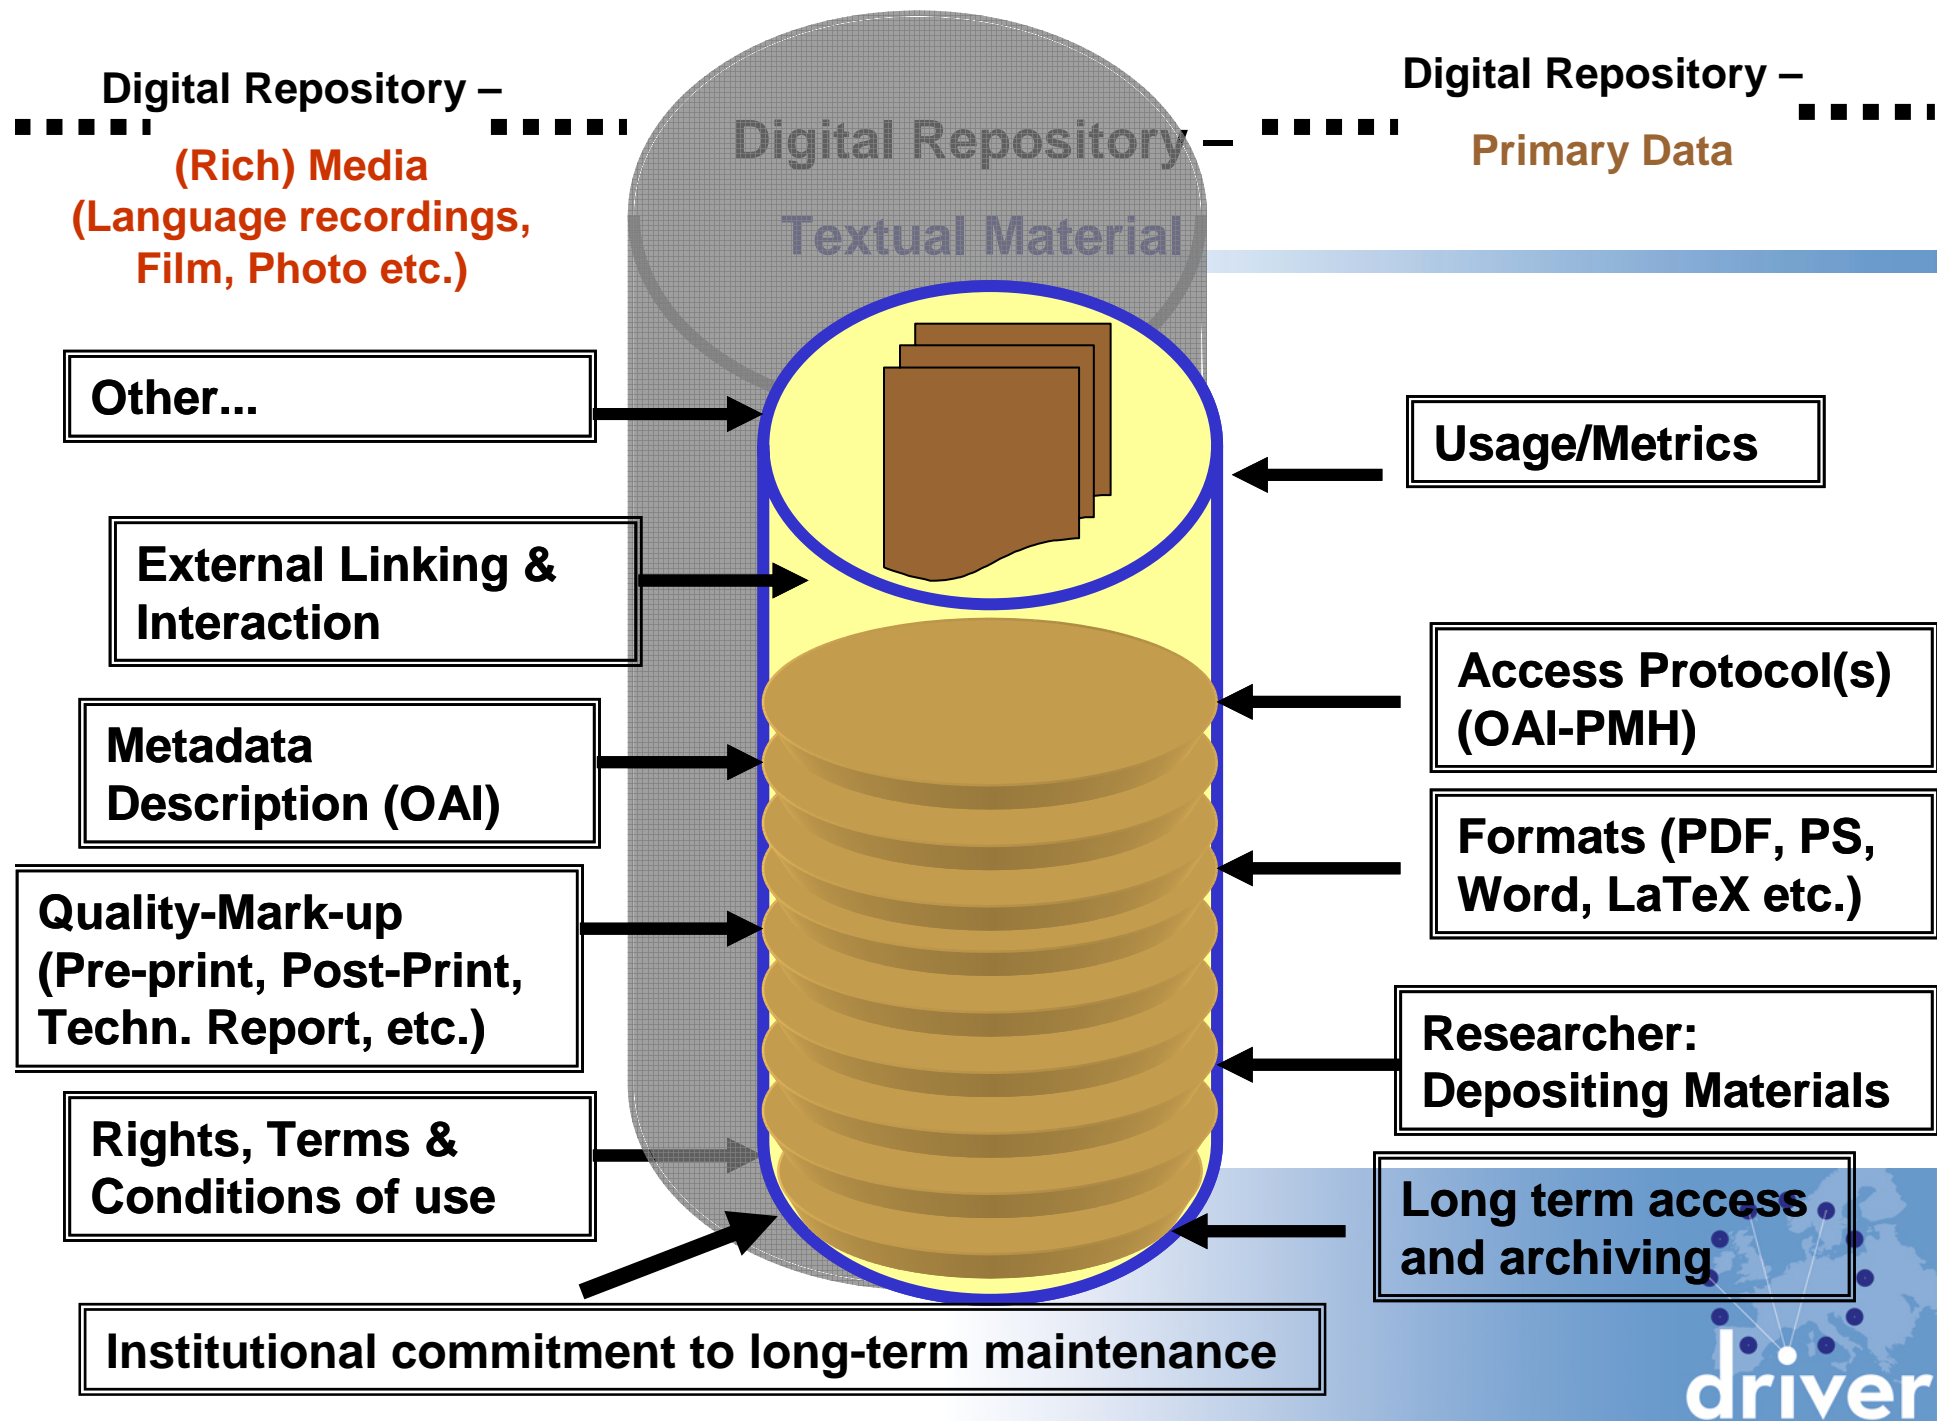 Digital Repository –
(Rich) Media
(Language recordings,
Film, Photo etc.)
Digital Repository –
Textual Material
Digital Repository –
Primary Data
Other...
External Linking &
Interaction
Metadata
Description (OAI)
Quality-Mark-up
(Pre-print, Post-Print,
Techn. Report, etc.)
Rights, Terms &
Conditions of use
Institutional commitment to long-term maintenance
Usage/Metrics
Access Protocol(s)
(OAI-PMH)
Formats (PDF, PS,
Word, LaTeX etc.)
Researcher:
Depositing Materials
Long term access
and archiving
driver